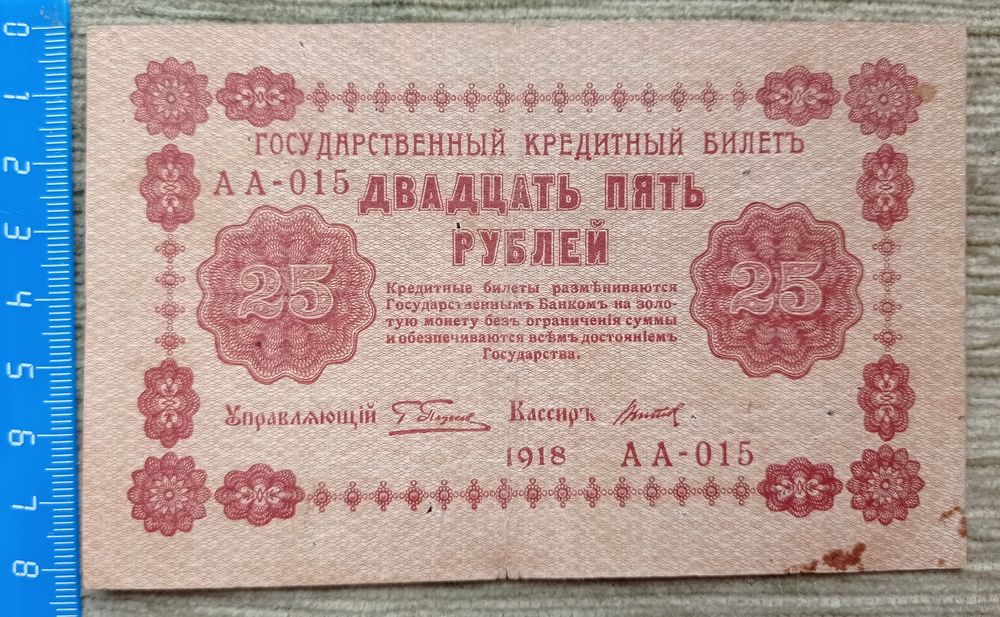 0
1
2
3
4
5
6
7
8
ГОСУДАРСТВЕННЫЙ КРЕДИТНЫЙ БИЛЕТЪ
АА-015 ДВАДЦАТЬ ПЯТЬ
РУБЛЕЙ
25
25
Кредитные билеты размѣниваются
Государственнымъ Банкомъ на золо-
тую монету безъ ограниченія суммы
и обезпечиваются всѣмъ достояніемъ
Государства.
Управляющій
Кассиръ
1918 АА-015